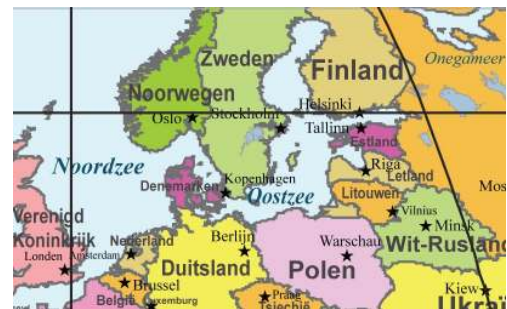 Zweden
Finland
Onegameer
Noorwegen
Oslo
Stockholm
Helsinki
Tallinn
Estland
Noordzee
Riga
Letland
Denemarken
Kopenhagen
Oostzee
Litouwen
Vilnius
Mos
Minsk
Wit-Rusland
Verenigd
Koninkrijk
Londen
Amsterdam
Nederland
Berlijn
Duitsland
Warschau
Polen
Brussel
België
Luxemburg
Praag
Tsjechië
Kiew
Ukraï